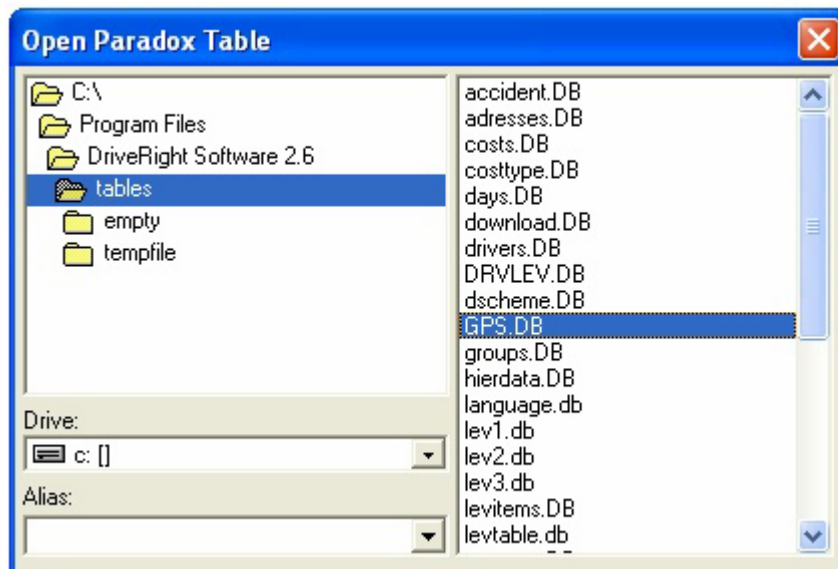 Open Paradox Table
C:\
Program Files
DriveRight Software 2.6
tables
empty
tempfile
Drive:
c: []
Alias:
accident.DB
adresses.DB
costs.DB
costtype.DB
days.DB
download.DB
drivers.DB
DRVLEV.DB
dscheme.DB
GPS.DB
groups.DB
hierdata.DB
language.db
lev1.db
lev2.db
lev3.db
levitems.DB
levtable.db